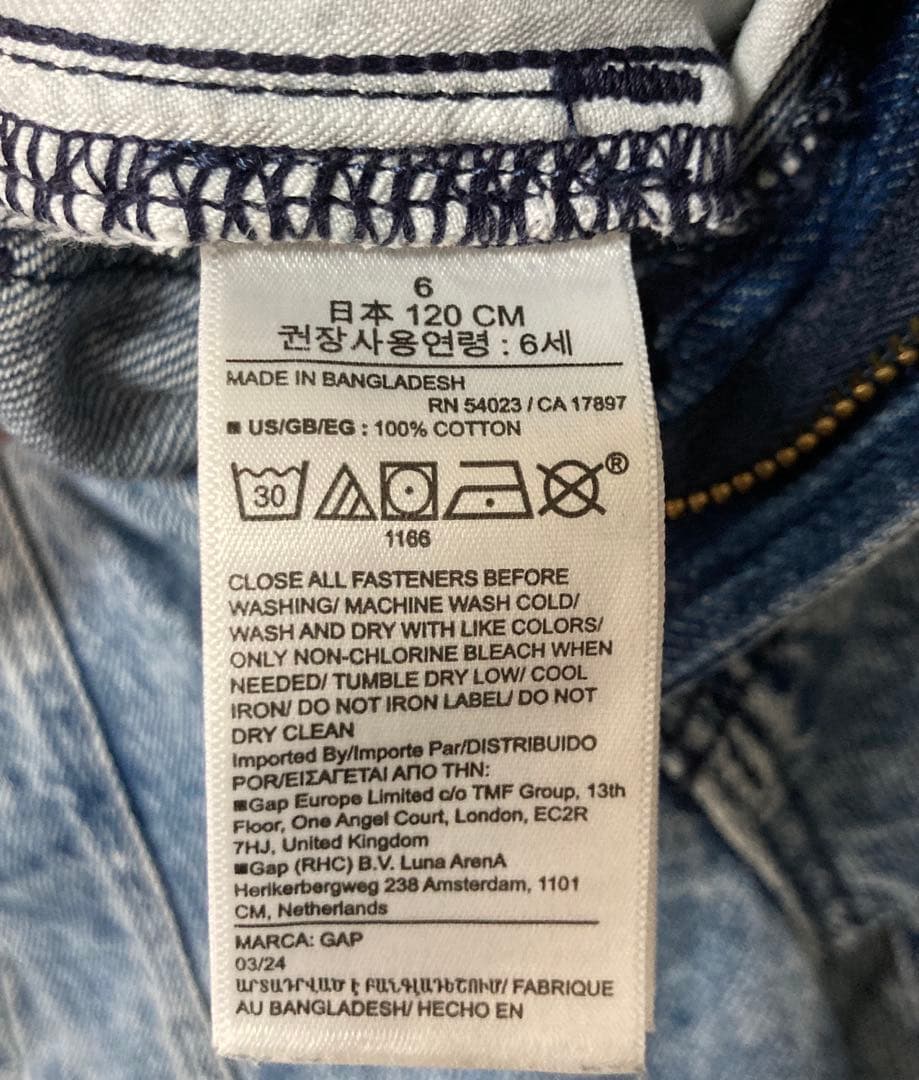 6
日本 120 CM
권장사용연령 : 6세
MADE IN BANGLADESH
RN 54023 / CA 17897
■ US/GB/EG : 100% COTTON
30
®
1166
CLOSE ALL FASTENERS BEFORE
WASHING/ MACHINE WASH COLD/
WASH AND DRY WITH LIKE COLORS/
ONLY NON-CHLORINE BLEACH WHEN
NEEDED/ TUMBLE DRY LOW/ COOL
IRON/ DO NOT IRON LABEL/ DO NOT
DRY CLEAN
Imported By/Importe Par/DISTRIBUIDO
POR/ΕΙΣΑΓΕΤΑΙ ΑΠΟ ΤΗΝ:
■Gap Europe Limited c/o TMF Group, 13th
Floor, One Angel Court, London, EC2R
7HJ, United Kingdom
■Gap (RHC) B.V. Luna ArenA
Herikerbergweg 238 Amsterdam, 1101
CM, Netherlands
MARCA: GAP
03/24
ԱՐՏԱԴՐՎԱԾ Է ԲԱՆԳԼԱԴԵՇՈՒՄ/ FABRIQUE
AU BANGLADESH/ HECHO EN